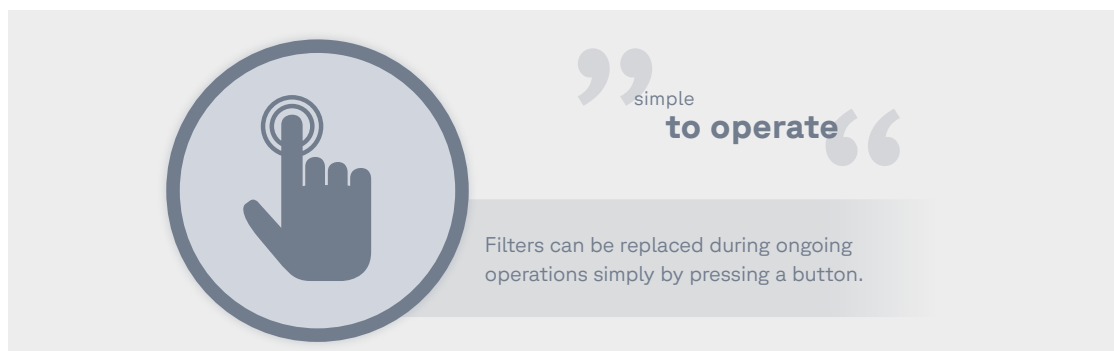 simple
to operate
Filters can be replaced during ongoing
operations simply by pressing a button.